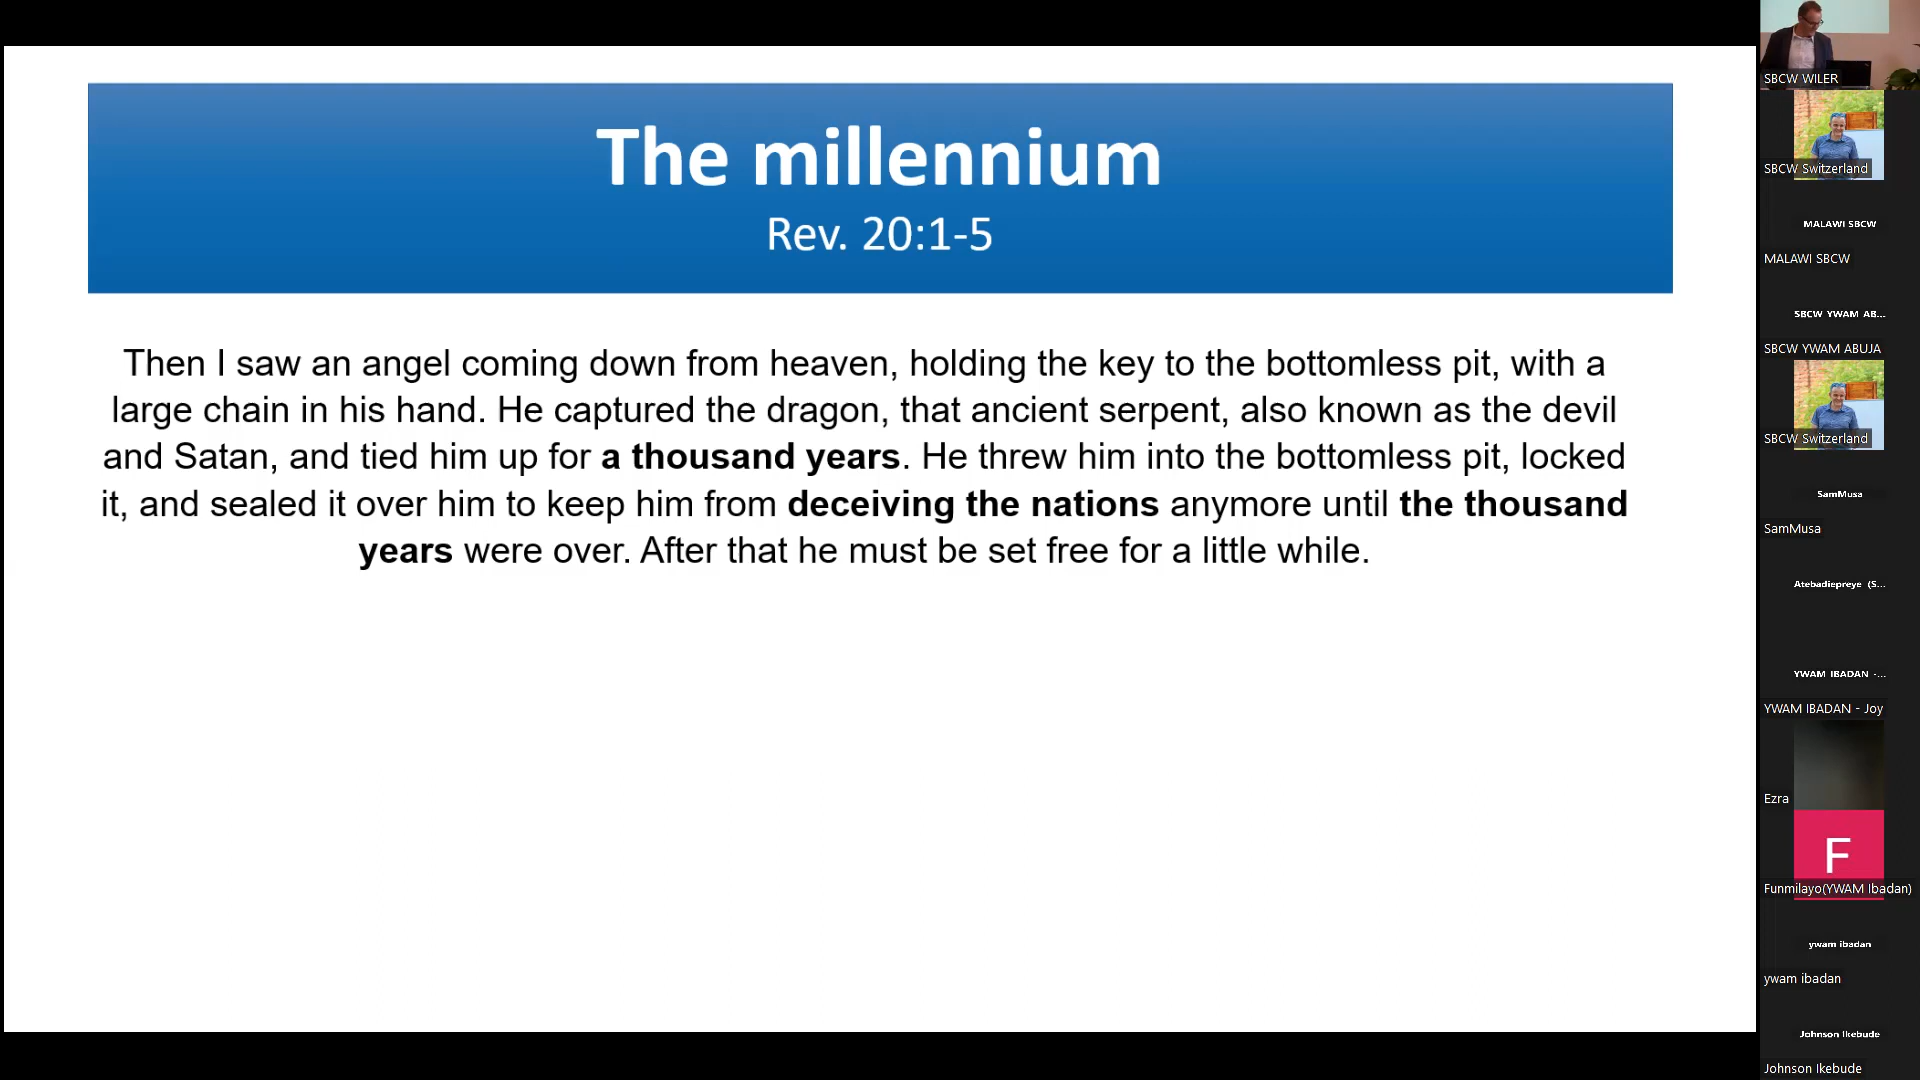 The millennium
Rev. 20:1-5
Then I saw an angel coming down from heaven, holding the key to the bottomless pit, with a
large chain in his hand. He captured the dragon, that ancient serpent, also known as the devil
and Satan, and tied him up for a thousand years. He threw him into the bottomless pit, locked
it, and sealed it over him to keep him from deceiving the nations anymore until the thousand
years were over. After that he must be set free for a little while.
SBCW WILER
SBCW Switzerland
MALAWI SBCW
MALAWI SBCW
SBCW YWAM AB...
SBCW YWAM ABUJA
SBCW Switzerland
SamMusa
SamMusa
Atebadiepreye (S...
YWAM IBADAN -...
YWAM IBADAN - Joy
Ezra
F
Funmilayo(YWAM Ibadan)
ywam ibadan
ywam ibadan
Johnson Ikebude
Johnson Ikebude